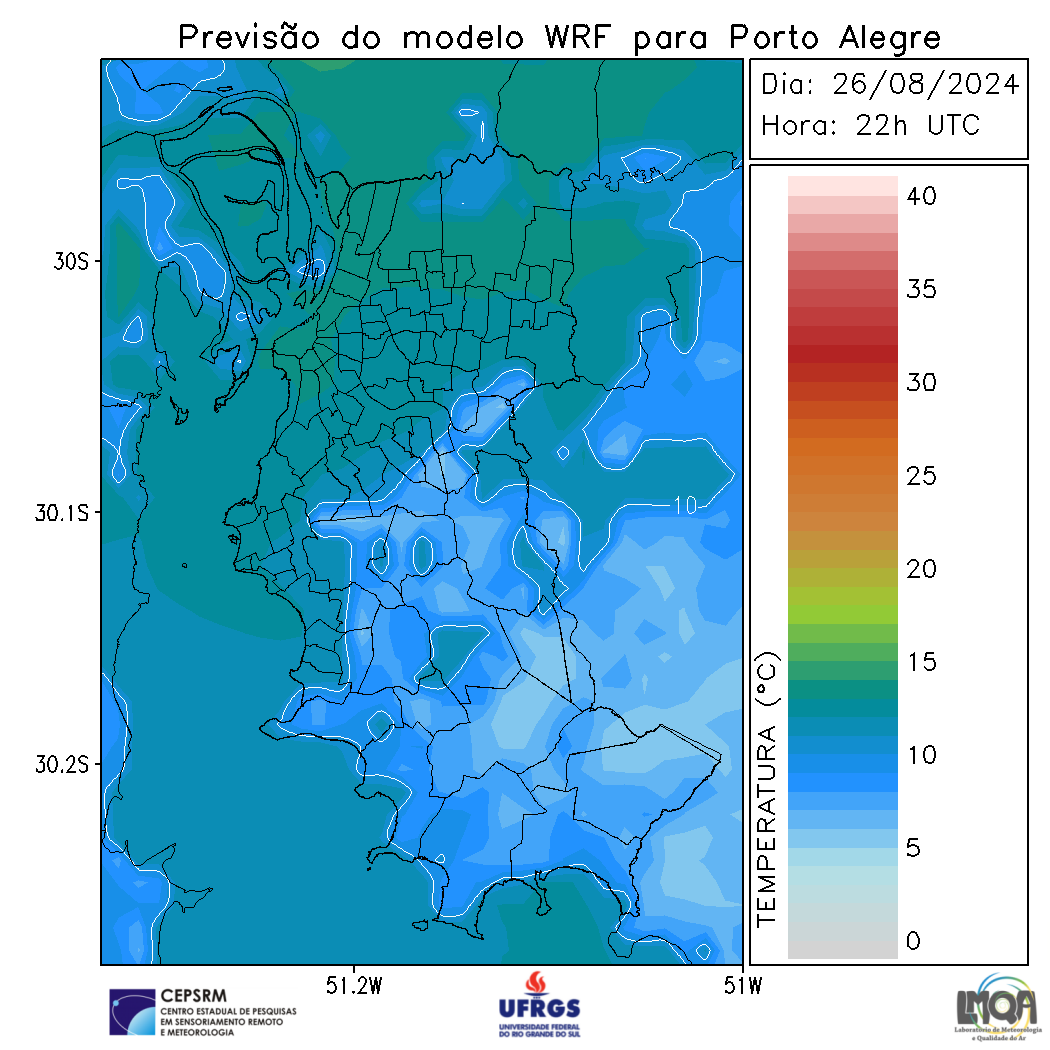 Previsão do modelo WRF para Porto Alegre
Dia: 26/08/2024
Hora: 22h UTC
40
35
30
25
20
15
10
5
0
TEMPERATURA (°C)
30S
30.1S
30.2S
10
51.2W
51W
CEPSRM
CENTRO ESTADUAL DE PESQUISAS
EM SENSORIAMENTO REMOTO
E METEOROLOGIA
UFRGS
UNIVERSIDADE FEDERAL
DO RIO GRANDE DO SUL
LMQA
Laboratório de Meteorologia
e Qualidade do Ar